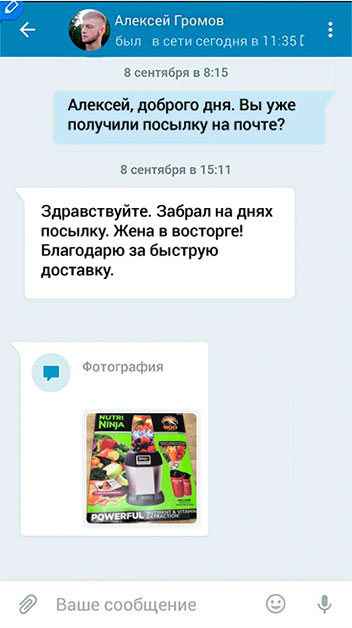 Алексей Громов
был в сети сегодня в 11:35
8 сентября в 8:15
Алексей, доброго дня. Вы уже
получили посылку на почте?
8 сентября в 15:11
Здравствуйте. Забрал на днях
посылку. Жена в восторге!
Благодарю за быструю
доставку.
Фотография
NUTRI
NINJA
POWERFUL NUTRIENT & VITAMIN
EXTRACTION
Ваше сообщение